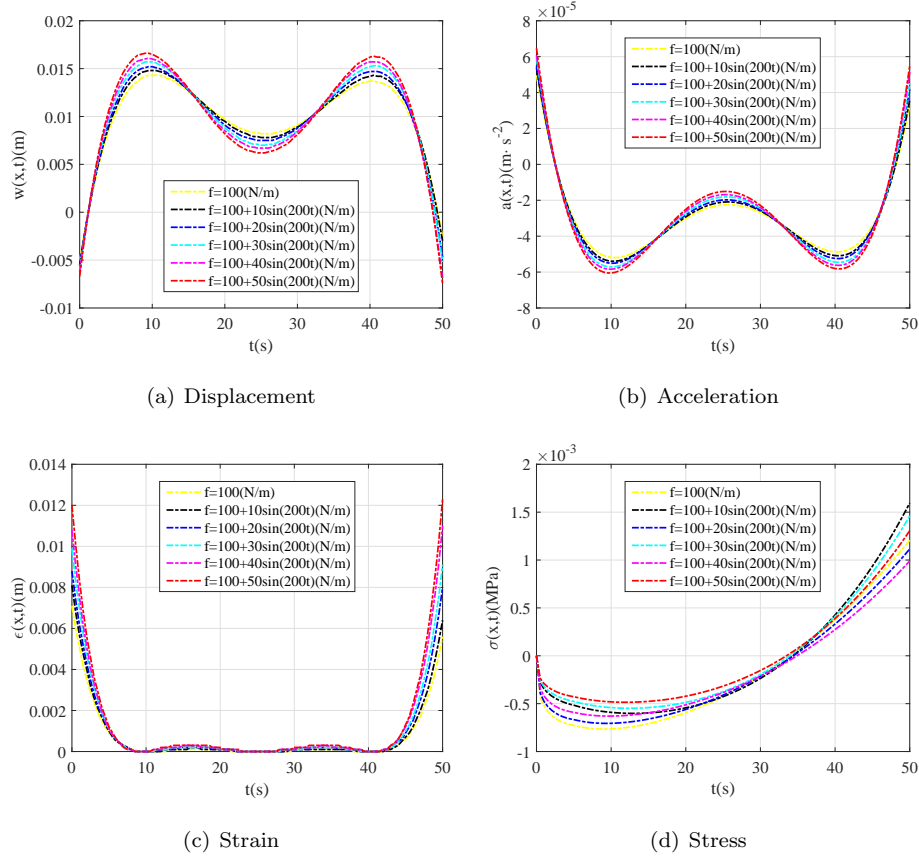 0.02
0.015
0.01
0.005
0
-0.005
-0.01
w(x,t)(m)
f=100(N/m)
f=100+10sin(200t)(N/m)
f=100+20sin(200t)(N/m)
f=100+30sin(200t)(N/m)
f=100+40sin(200t)(N/m)
f=100+50sin(200t)(N/m)
0 10 20 30 40 50
t(s)
(a) Displacement
×10-5
8
6
4
2
0
-2
-4
-6
-8
a(x,t)(m· s-2)
f=100(N/m)
f=100+10sin(200t)(N/m)
f=100+20sin(200t)(N/m)
f=100+30sin(200t)(N/m)
f=100+40sin(200t)(N/m)
f=100+50sin(200t)(N/m)
0 10 20 30 40 50
t(s)
(b) Acceleration
0.014
0.012
0.01
0.008
0.006
0.004
0.002
0
ϵ(x,t)(m)
f=100(N/m)
f=100+10sin(200t)(N/m)
f=100+20sin(200t)(N/m)
f=100+30sin(200t)(N/m)
f=100+40sin(200t)(N/m)
f=100+50sin(200t)(N/m)
0 10 20 30 40 50
t(s)
(c) Strain
×10-3
2
1.5
1
0.5
0
-0.5
-1
σ(x,t)(MPa)
f=100(N/m)
f=100+10sin(200t)(N/m)
f=100+20sin(200t)(N/m)
f=100+30sin(200t)(N/m)
f=100+40sin(200t)(N/m)
f=100+50sin(200t)(N/m)
0 10 20 30 40 50
t(s)
(d) Stress